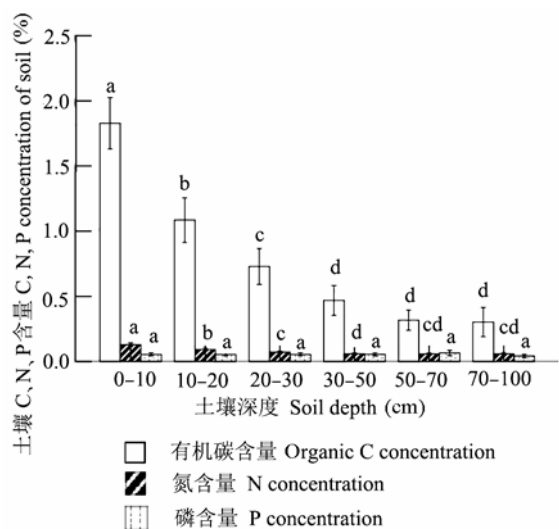 土壤 C, N, P含量 C, N, P concentration of soil (%)
2.5
2.0
1.5
1.0
0.5
0.0
a
a
a
b
b
a
c
c
a
d
d
a
d
cd
a
d
cd
a
0–10
10–20
20–30
30–50
50–70
70–100
土壤深度 Soil depth (cm)
有机碳含量 Organic C concentration
氮含量 N concentration
磷含量 P concentration